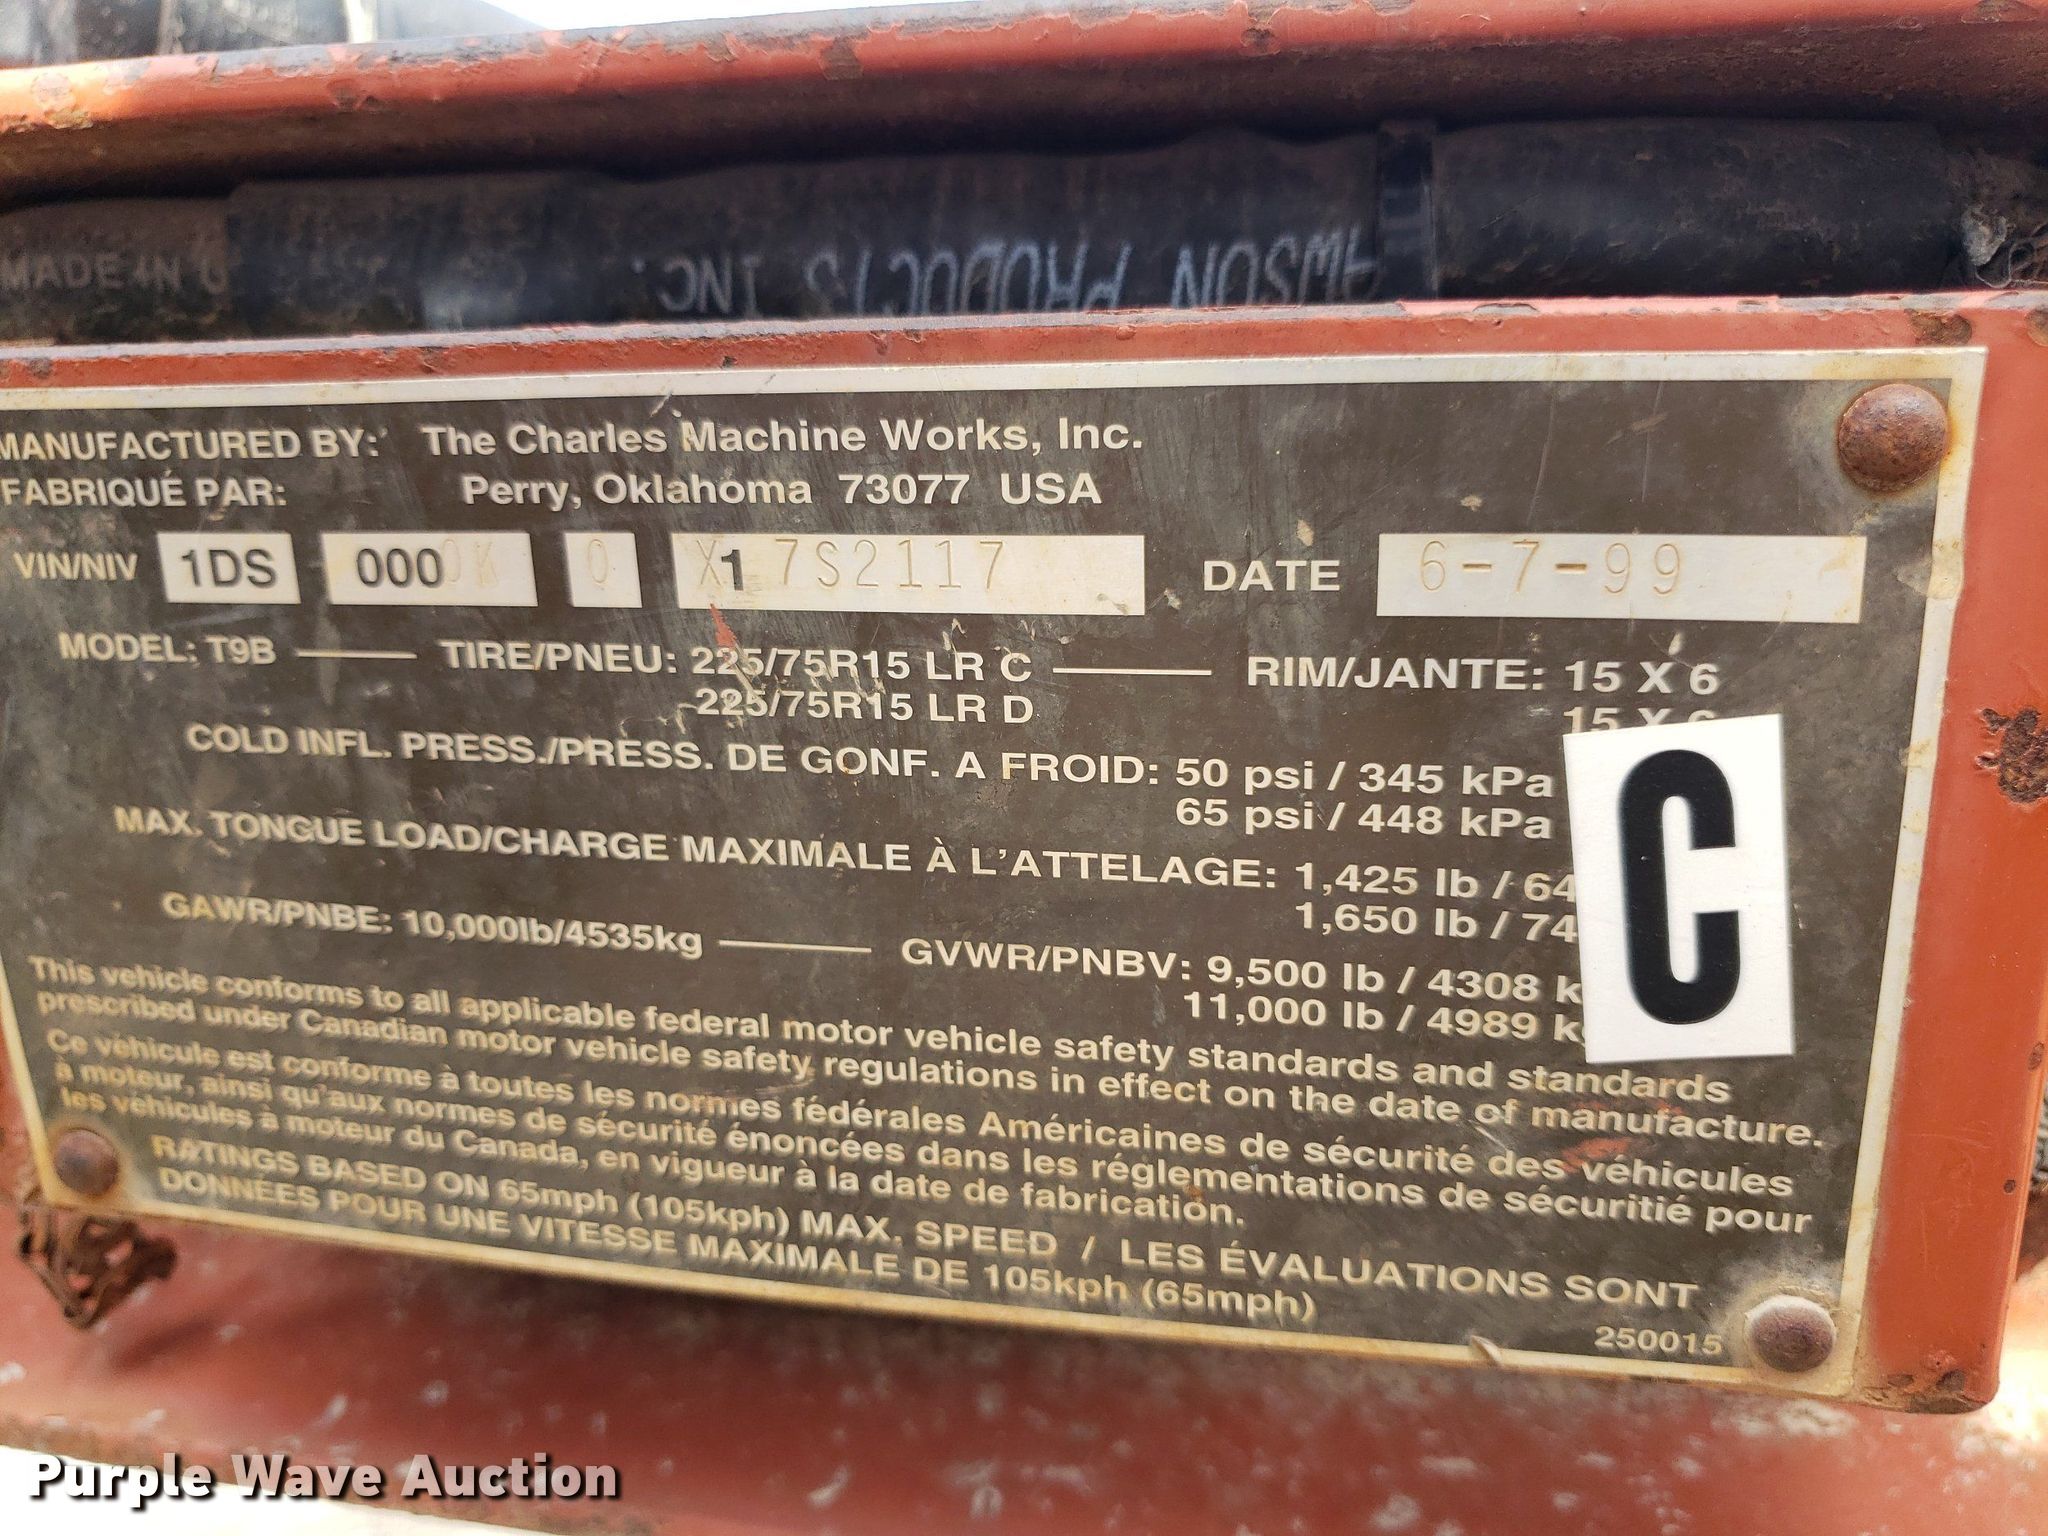 MADE IN U
AWSON PRODUCTS INC.
MANUFACTURED BY: The Charles Machine Works, Inc.
FABRIQUÉ PAR: Perry, Oklahoma 73077 USA
VIN/NIV 1DS 0000K 0 X17S2117 DATE 6-7-99
MODEL: T9B TIRE/PNEU: 225/75R15 LR C RIM/JANTE: 15 X 6
225/75R15 LR D 15 X 6
COLD INFL. PRESS./PRESS. DE GONF. A FROID: 50 psi / 345 kPa
65 psi / 448 kPa
MAX. TONGUE LOAD/CHARGE MAXIMALE À L'ATTELAGE: 1,425 lb / 64
1,650 lb / 74
GAWR/PNBE: 10,000lb/4535kg GVWR/PNBV: 9,500 lb / 4308 k
11,000 lb / 4989 kg
C
This vehicle conforms to all applicable federal motor vehicle safety standards and standards
prescribed under Canadian motor vehicle safety regulations in effect on the date of manufacture.
Ce véhicule est conforme à toutes les normes fédérales Américaines de sécurité des véhicules
à moteur, ainsi qu'aux normes de sécurité énoncées dans les réglementations de sécuritié pour
les véhicules à moteur du Canada, en vigueur à la date de fabrication.
RATINGS BASED ON 65mph (105kph) MAX. SPEED / LES ÉVALUATIONS SONT
DONNÉES POUR UNE VITESSE MAXIMALE DE 105kph (65mph)
250015
Purple Wave Auction